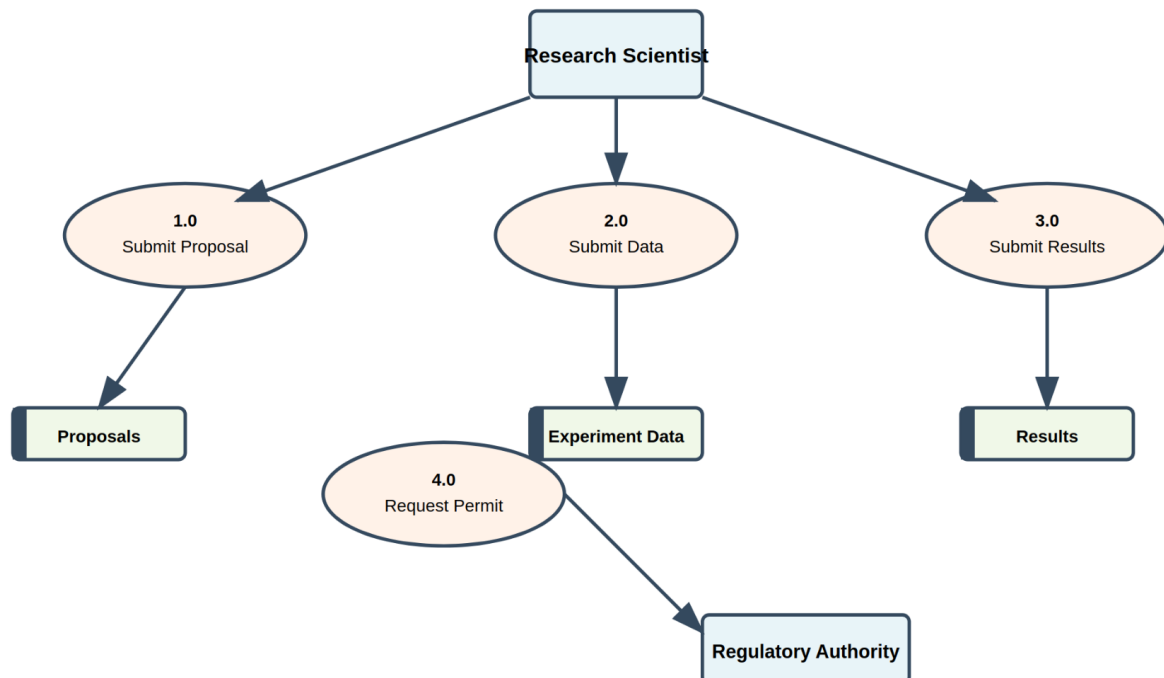 Research Scientist
1.0
Submit Proposal
2.0
Submit Data
3.0
Submit Results
Proposals
Experiment Data
Results
4.0
Request Permit
Regulatory Authority